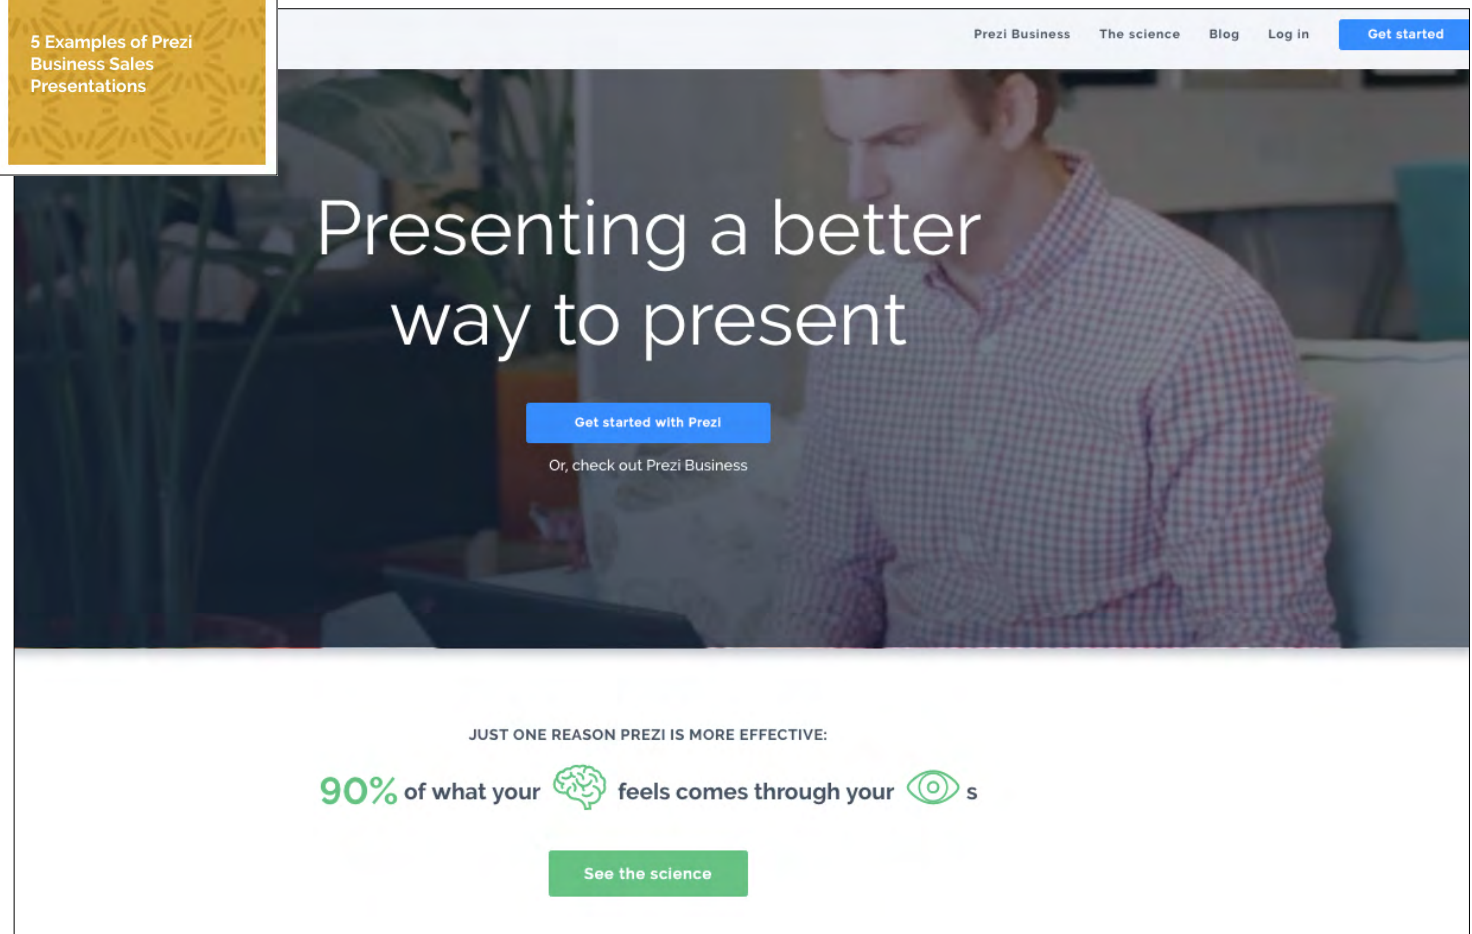 5 Examples of Prezi
Business Sales
Presentations
Prezi Business The science Blog Log in Get started
Presenting a better
way to present
Get started with Prezi
Or, check out Prezi Business
JUST ONE REASON PREZI IS MORE EFFECTIVE:
90% of what your feels comes through your s
See the science